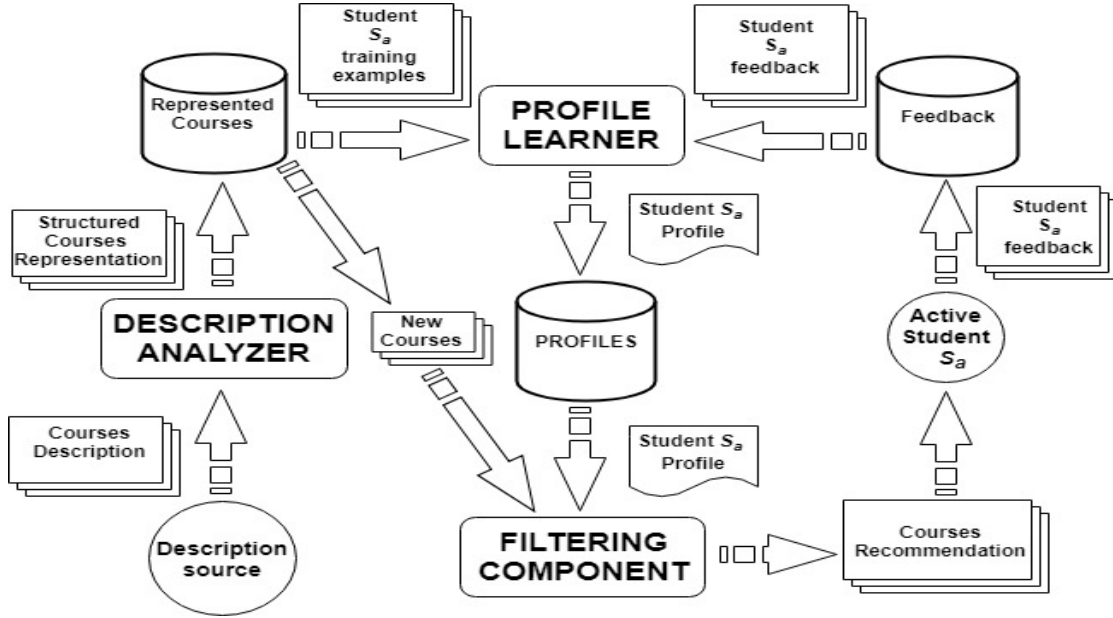 Student
Sa
training
examples
Student
Sa
feedback
Represented
Courses
PROFILE
LEARNER
Feedback
Structured
Courses
Representation
Student Sa
Profile
Student
Sa
feedback
DESCRIPTION
ANALYZER
New
Courses
PROFILES
Active
Student
Sa
Courses
Description
Student Sa
Profile
Description
source
FILTERING
COMPONENT
Courses
Recommendation